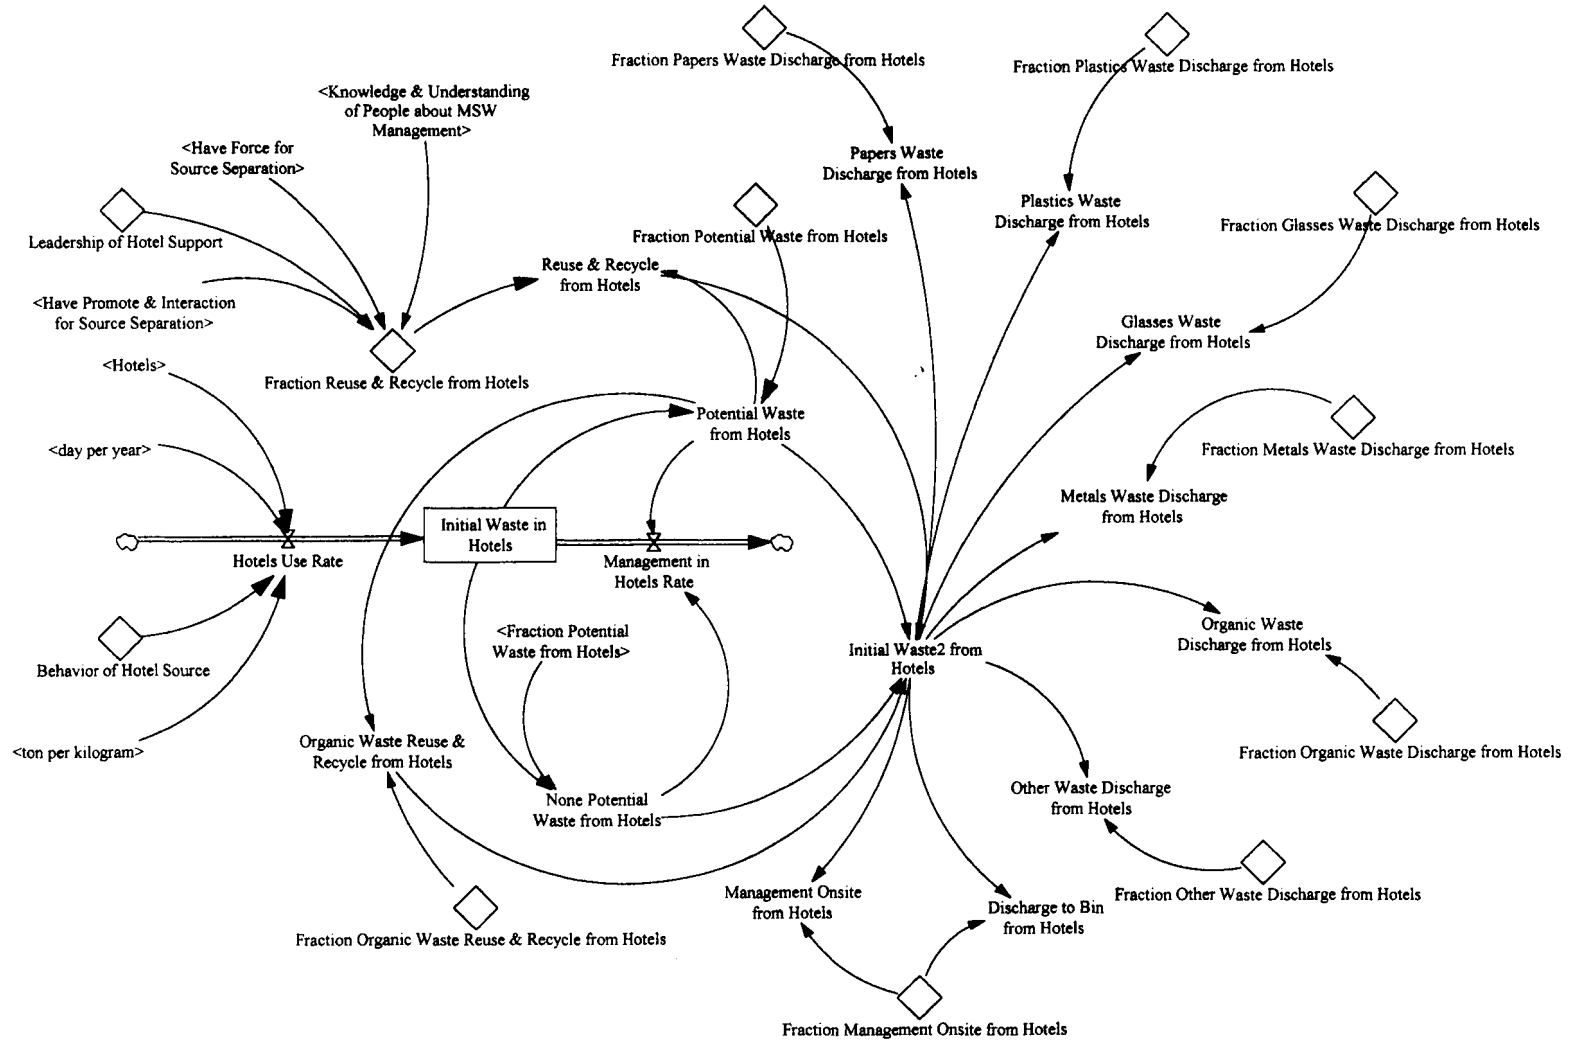 Fraction Papers Waste Discharge from Hotels
Fraction Plastics Waste Discharge from Hotels
<Knowledge & Understanding
of People about MSW
Management>
<Have Force for
Source Separation>
Papers Waste
Discharge from Hotels
Plastics Waste
Discharge from Hotels
Fraction Glasses Waste Discharge from Hotels
Leadership of Hotel Support
Fraction Potential Waste from Hotels
Reuse & Recycle
from Hotels
<Have Promote & Interaction
for Source Separation>
Glasses Waste
Discharge from Hotels
<Hotels>
Fraction Reuse & Recycle from Hotels
Potential Waste
from Hotels
<day per year>
Fraction Metals Waste Discharge from Hotels
Metals Waste Discharge
from Hotels
Initial Waste in
Hotels
Hotels Use Rate
Management in
Hotels Rate
<Fraction Potential
Waste from Hotels>
Organic Waste
Discharge from Hotels
Initial Waste2 from
Hotels
Behavior of Hotel Source
<ton per kilogram>
Organic Waste Reuse &
Recycle from Hotels
Fraction Organic Waste Discharge from Hotels
None Potential
Waste from Hotels
Other Waste Discharge
from Hotels
Management Onsite
from Hotels
Discharge to Bin
from Hotels
Fraction Other Waste Discharge from Hotels
Fraction Organic Waste Reuse & Recycle from Hotels
Fraction Management Onsite from Hotels